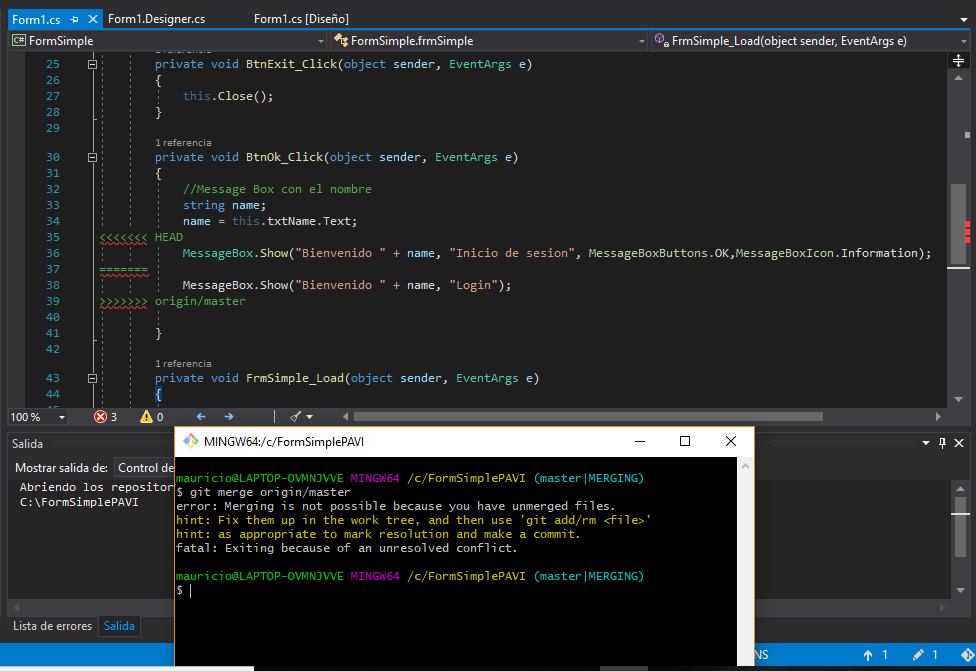 Form1.cs
Form1.Designer.cs
Form1.cs [Diseño]
FormSimple
FormSimple.frmSimple
FrmSimple_Load(object sender, EventArgs e)
25 private void BtnExit_Click(object sender, EventArgs e)
26 {
27 this.Close();
28 }
29
1 referencia
30 private void BtnOk_Click(object sender, EventArgs e)
31 {
32 //Message Box con el nombre
33 string name;
34 name = this.txtName.Text;
35 <<<<<<< HEAD
36 MessageBox.Show("Bienvenido " + name, "Inicio de sesion", MessageBoxButtons.OK,MessageBoxIcon.Information);
37 =======
38 MessageBox.Show("Bienvenido " + name, "Login");
39 >>>>>>> origin/master
40
41 }
42
1 referencia
43 private void FrmSimple_Load(object sender, EventArgs e)
44 {
100 %
3
0
Salida
Mostrar salida de: Control de
Abriendo los repositor
C:\FormSimplePAVI
MINGW64:/c/FormSimplePAVI
mauricio@LAPTOP-OVMNJVVE MINGW64 /c/FormSimplePAVI (master|MERGING)
$ git merge origin/master
error: Merging is not possible because you have unmerged files.
hint: Fix them up in the work tree, and then use 'git add/rm <file>'
hint: as appropriate to mark resolution and make a commit.
fatal: Exiting because of an unresolved conflict.
mauricio@LAPTOP-OVMNJVVE MINGW64 /c/FormSimplePAVI (master|MERGING)
$
Lista de errores
Salida
NS
1
1